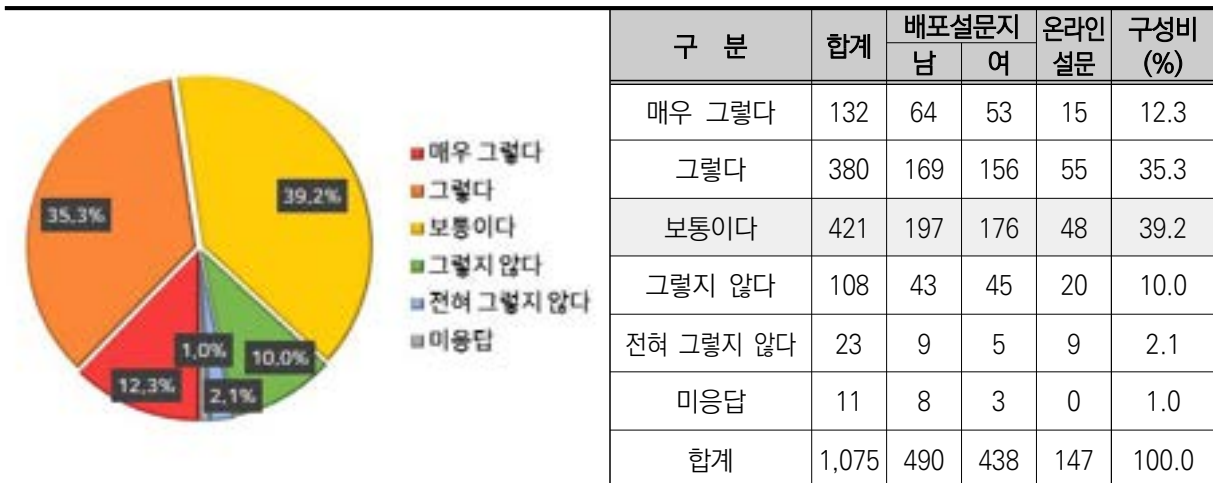 35.3%
39.2%
1.0%
10.0%
12.3%
2.1%
매우 그렇다
그렇다
보통이다
그렇지 않다
전혀 그렇지 않다
미응답
구 분 합계 배포설문지 온라인 설문 구성비 (%)
남 여
매우 그렇다 132 64 53 15 12.3
그렇다 380 169 156 55 35.3
보통이다 421 197 176 48 39.2
그렇지 않다 108 43 45 20 10.0
전혀 그렇지 않다 23 9 5 9 2.1
미응답 11 8 3 0 1.0
합계 1,075 490 438 147 100.0